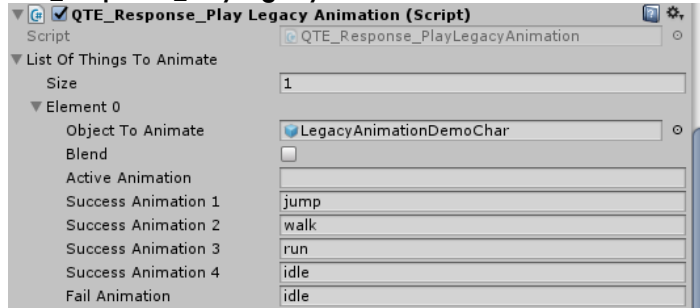 QTE_Response_Play Legacy Animation (Script)
Script QTE_Response_PlayLegacyAnimation
List Of Things To Animate
Size 1
Element 0
Object To Animate LegacyAnimationDemoChar
Blend
Active Animation
Success Animation 1 jump
Success Animation 2 walk
Success Animation 3 run
Success Animation 4 idle
Fail Animation idle